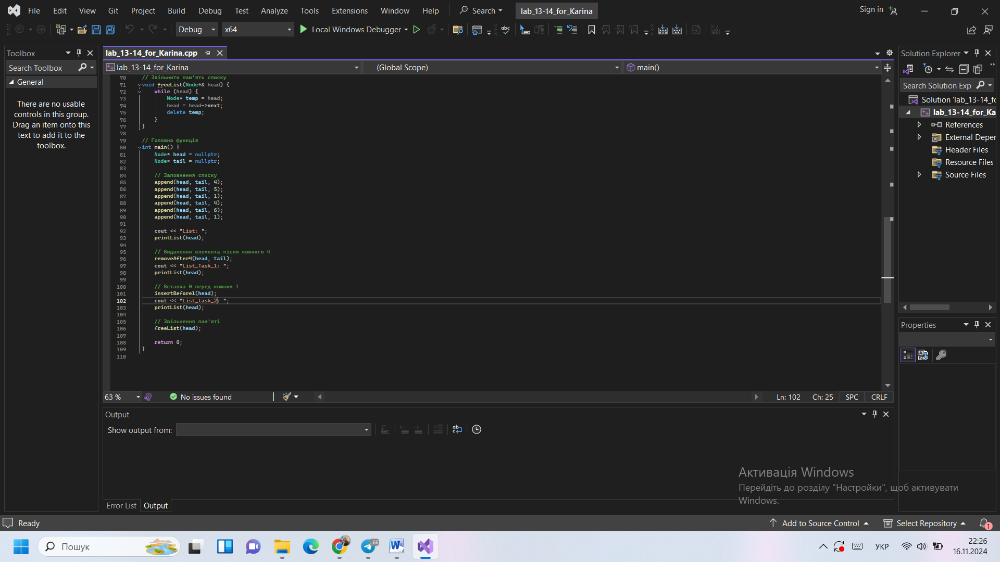 File Edit View Git Project Build Debug Test Analyze Tools Extensions Window Help Search lab_13-14_for_Karina Sign in
Debug x64 Local Windows Debugger
Toolbox
Search Toolbox
General
There are no usable
controls in this group.
Drag an item onto this
text to add it to the
toolbox.
lab_13-14_for_Karina.cpp
lab_13-14_for_Karina (Global Scope) main()
70 // Звільнити пам'ять списку
71 void freeList(Node*& head) {
72 while (head) {
73 Node* temp = head;
74 head = head->next;
75 delete temp;
76 }
77 }
78
79 // Головна функція
80 int main() {
81 Node* head = nullptr;
82 Node* tail = nullptr;
83
84 // Заповнення списку
85 append(head, tail, 4);
86 append(head, tail, 5);
87 append(head, tail, 1);
88 append(head, tail, 4);
89 append(head, tail, 6);
90 append(head, tail, 1);
91
92 cout << "List: ";
93 printList(head);
94
95 // Видалення елемента після кожного 4
96 removeAfter4(head, tail);
97 cout << "List_Task_1: ";
98 printList(head);
99
100 // Вставка 0 перед кожним 1
101 insertBefore1(head);
102 cout << "List_task_2: ";
103 printList(head);
104
105 // Звільнення пам'яті
106 freeList(head);
107
108 return 0;
109 }
110
63 % No issues found Ln: 102 Ch: 25 SPC CRLF
Output
Show output from:
Error List Output
Solution Explorer
Search Solution Exp
Solution 'lab_13-14_fo
lab_13-14_for_Ka
References
External Deper
Header Files
Resource Files
Source Files
Properties
Активація Windows
Перейдіть до розділу "Настройки", щоб активувати
Windows.
Ready Add to Source Control Select Repository 1
Пошук 66 УКР 22:26
16.11.2024